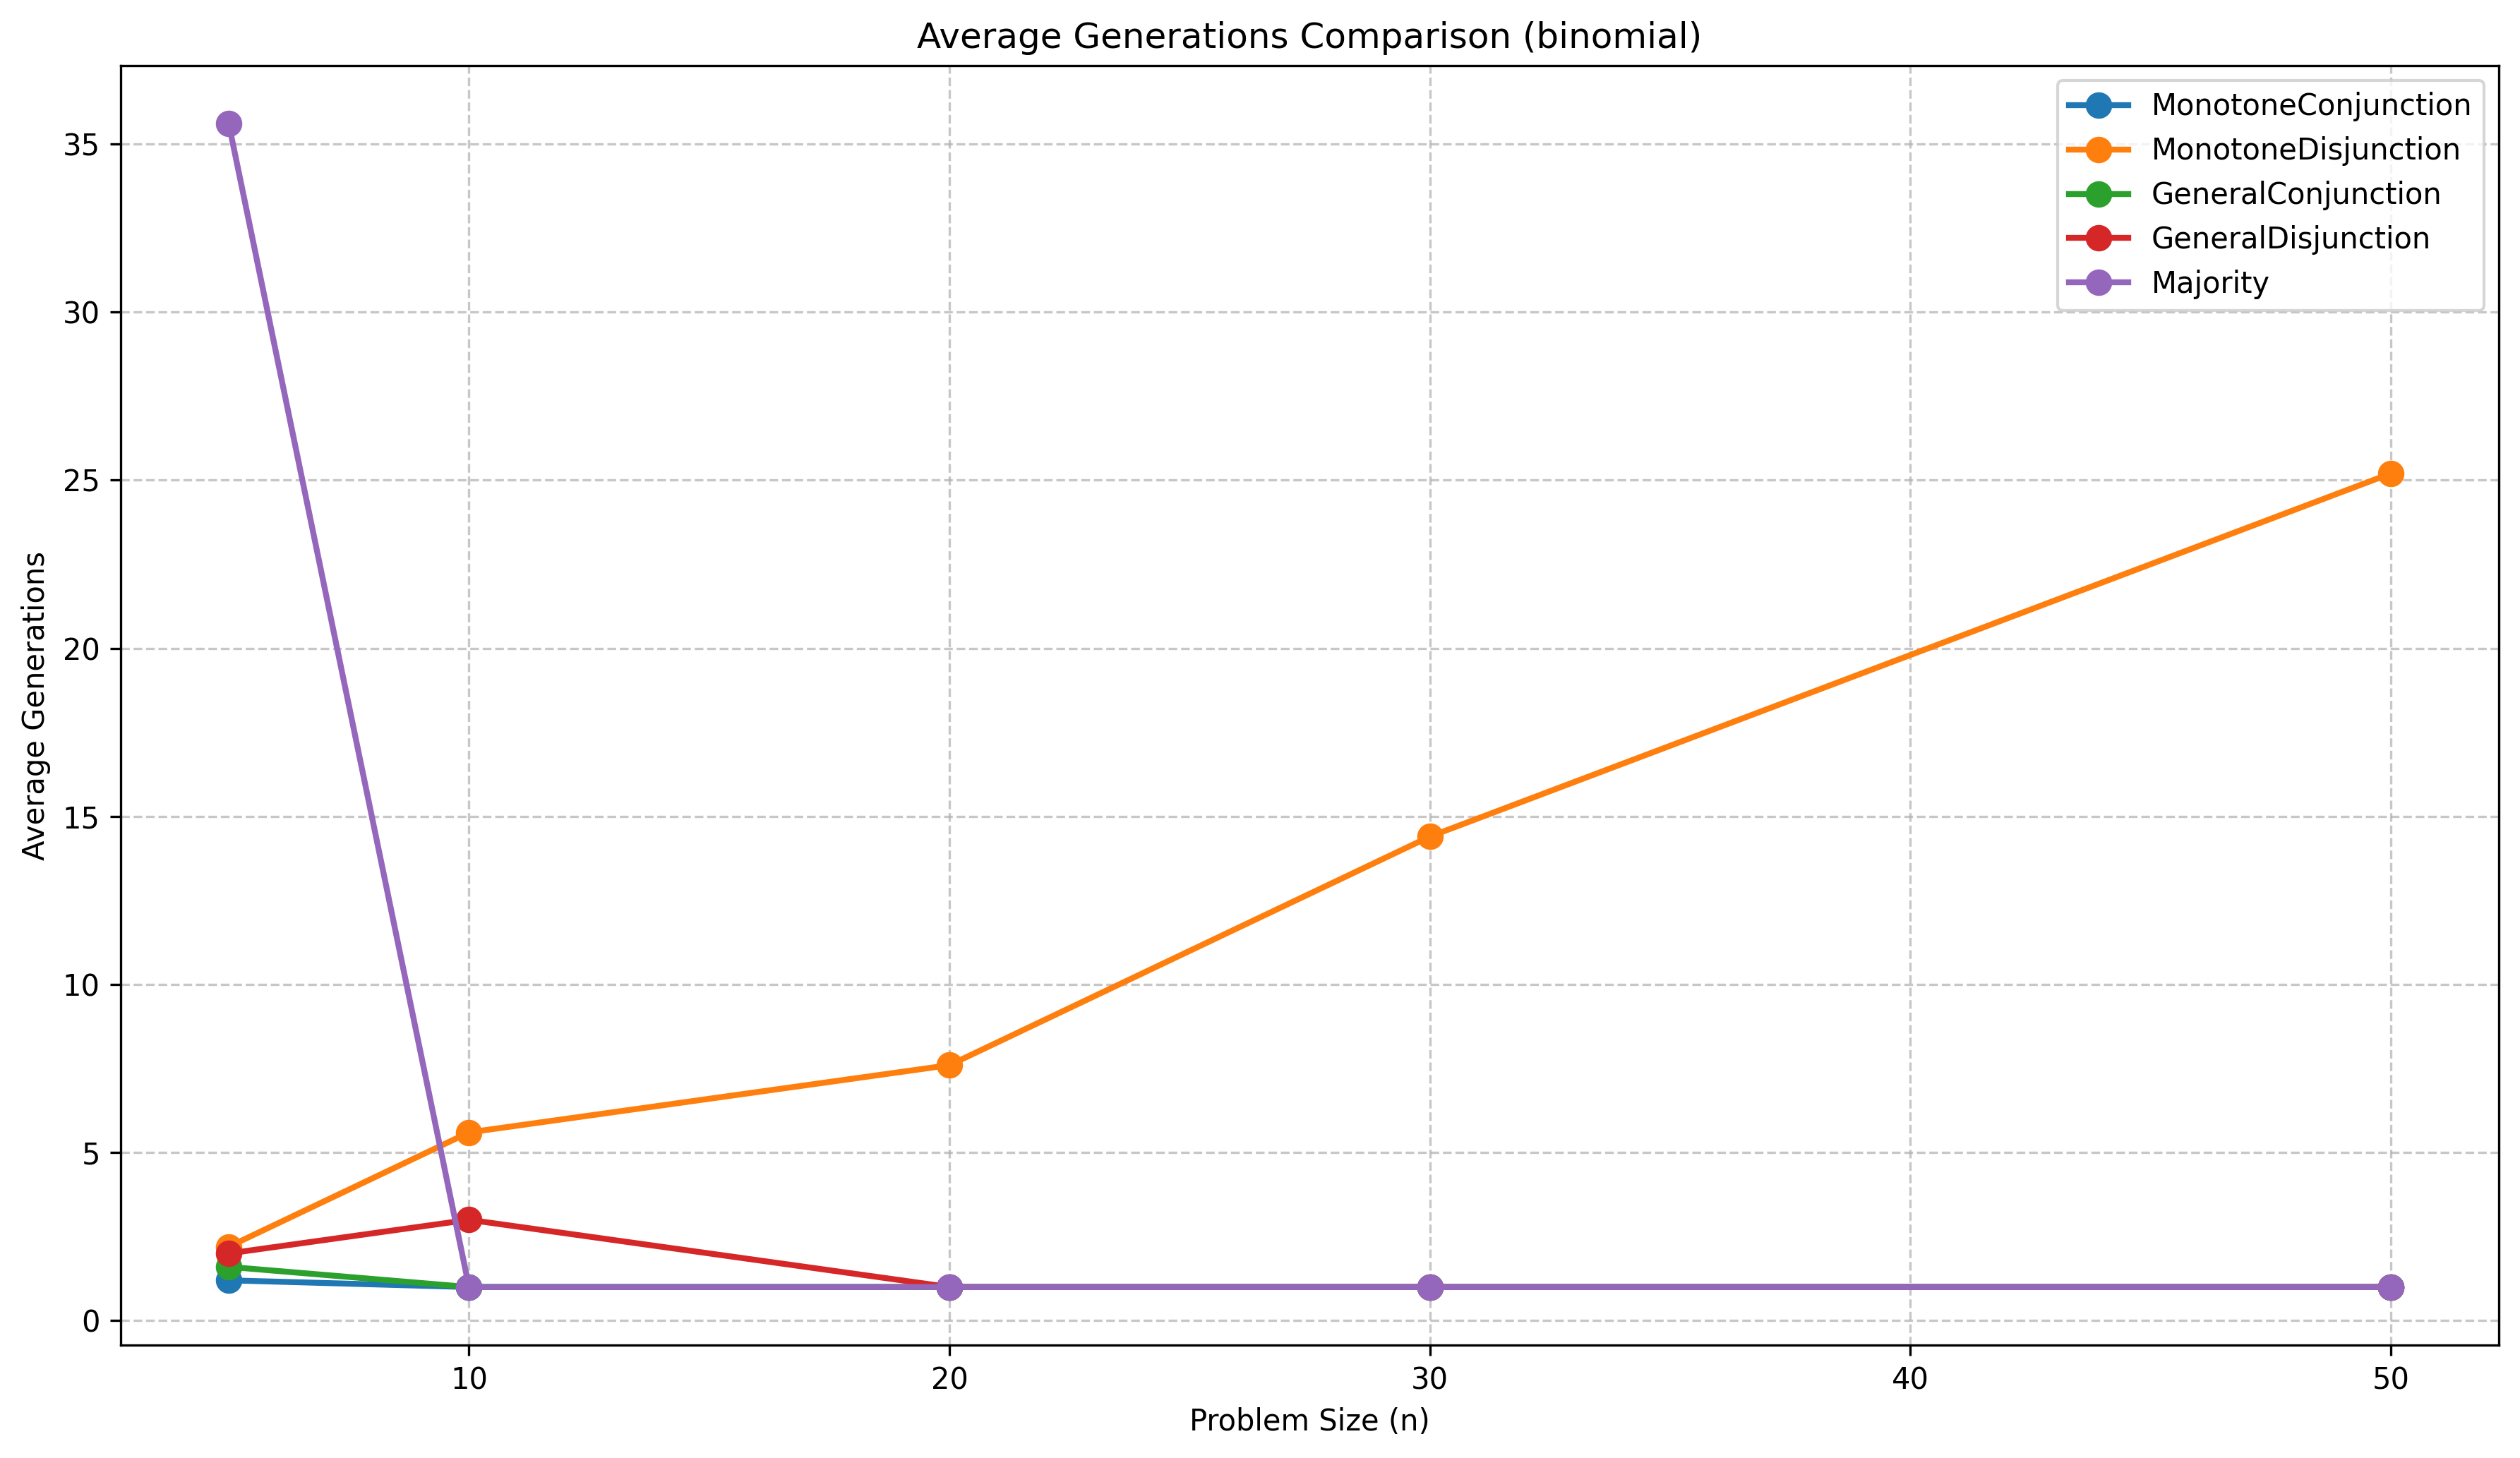 Average Generations Comparison (binomial)
MonotoneConjunction
MonotoneDisjunction
GeneralConjunction
GeneralDisjunction
Majority
Average Generations
35
30
25
20
15
10
5
0
10 20 30 40 50
Problem Size (n)